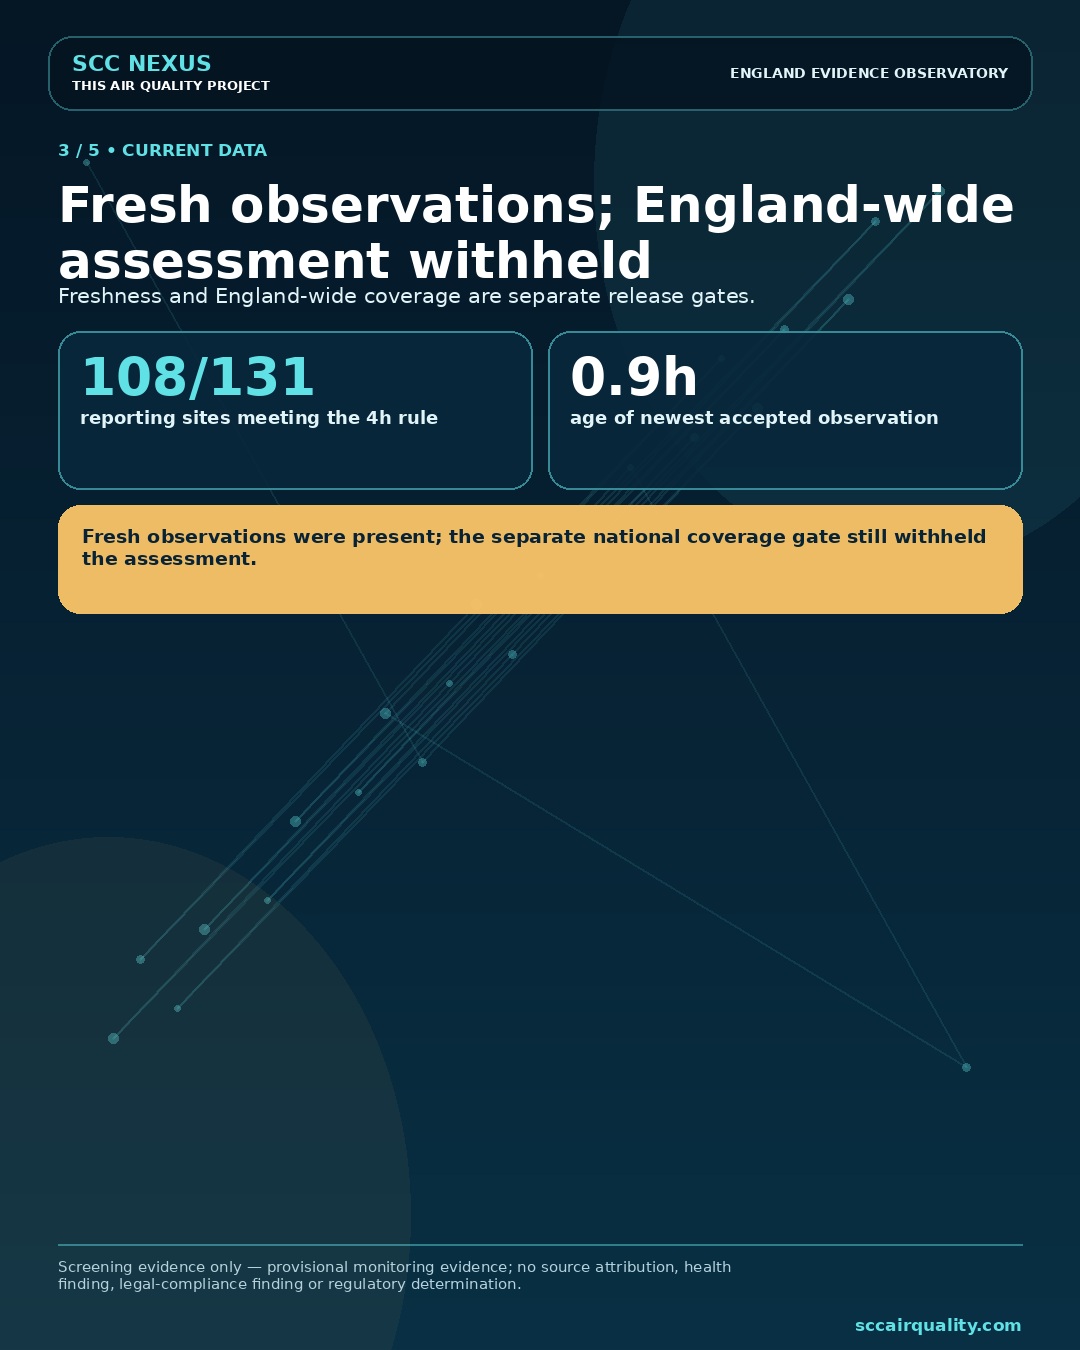 SCC NEXUS
THIS AIR QUALITY PROJECT
ENGLAND EVIDENCE OBSERVATORY
3 / 5 • CURRENT DATA
Fresh observations; England-wide
assessment withheld
Freshness and England-wide coverage are separate release gates.
108/131
reporting sites meeting the 4h rule
0.9h
age of newest accepted observation
Fresh observations were present; the separate national coverage gate still withheld
the assessment.
Screening evidence only — provisional monitoring evidence; no source attribution, health
finding, legal-compliance finding or regulatory determination.
sccairquality.com